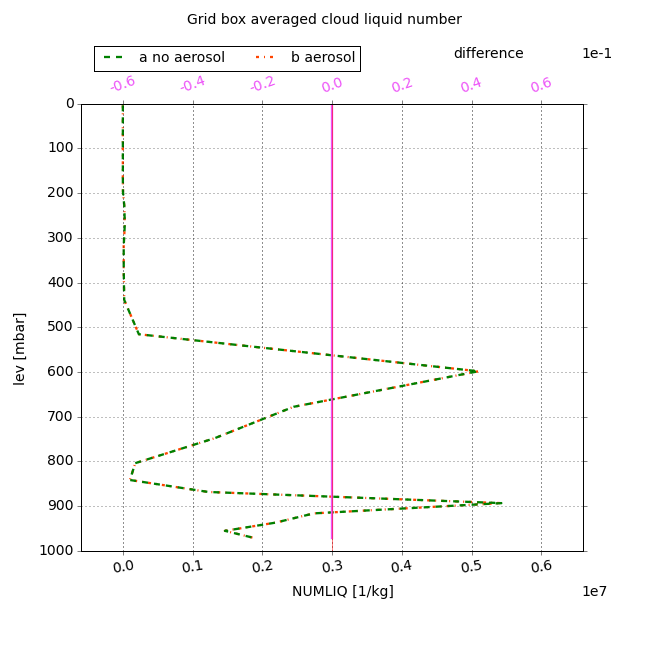 Grid box averaged cloud liquid number
a no aerosol b aerosol difference 1e-1
-0.6 -0.4 -0.2 0.0 0.2 0.4 0.6
0
100
200
300
400
500
600
700
800
900
1000
lev [mbar]
0.0 0.1 0.2 0.3 0.4 0.5 0.6
NUMLIQ [1/kg] 1e7